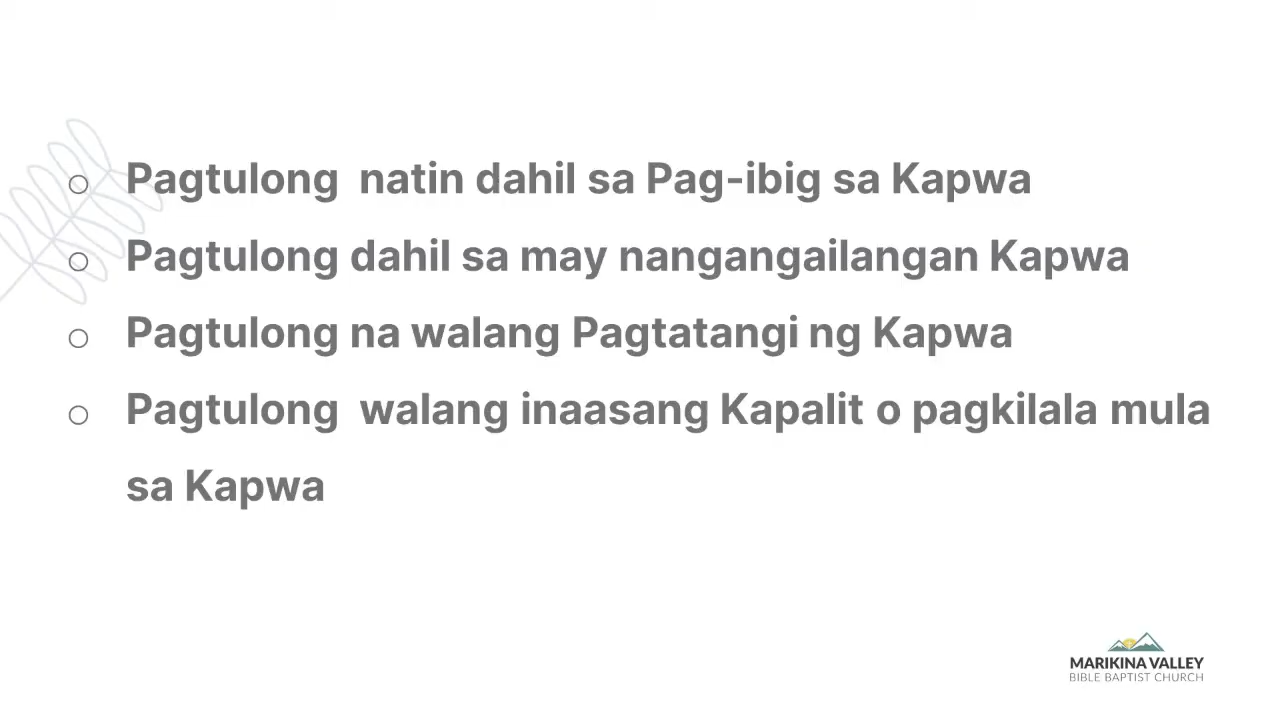 ○ Pagtulong  natin dahil sa Pag-ibig sa Kapwa
○ Pagtulong dahil sa may nangangailangan Kapwa
○ Pagtulong na walang Pagtatangi ng Kapwa
○ Pagtulong  walang inaasang Kapalit o pagkilala mula
sa Kapwa
MARIKINA VALLEY
BIBLE BAPTIST CHURCH